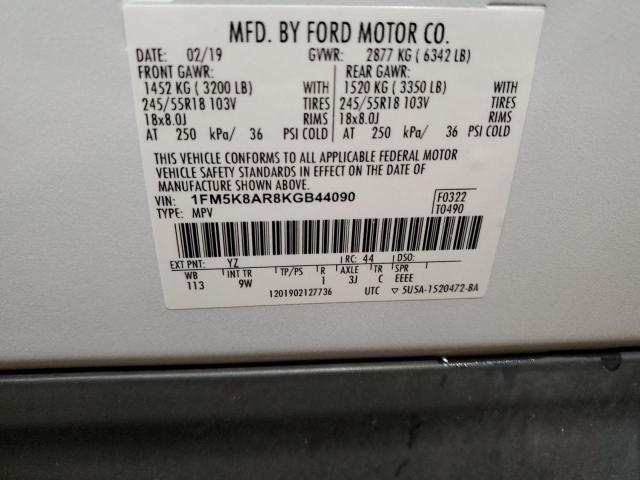 MFD. BY FORD MOTOR CO.
DATE: 02/19 GVWR: 2877 KG ( 6342 LB)
FRONT GAWR: REAR GAWR:
1452 KG ( 3200 LB) WITH 1520 KG ( 3350 LB) WITH
245/55R18 103V TIRES 245/55R18 103V TIRES
18x8.0J RIMS 18x8.0J RIMS
AT 250 kPa/ 36 PSI COLD AT 250 kPa/ 36 PSI COLD
THIS VEHICLE CONFORMS TO ALL APPLICABLE FEDERAL MOTOR
VEHICLE SAFETY STANDARDS IN EFFECT ON THE DATE OF
MANUFACTURE SHOWN ABOVE.
VIN: 1FM5K8AR8KGB44090 F0322
TYPE: MPV T0490
EXT PNT: YZ RC: 44 DSO:
WB INT TR TP/PS R AXLE TR SPR
113 9W 1 3J C EEEE
1201902127736 UTC ▽ 5U5A-1520472-BA